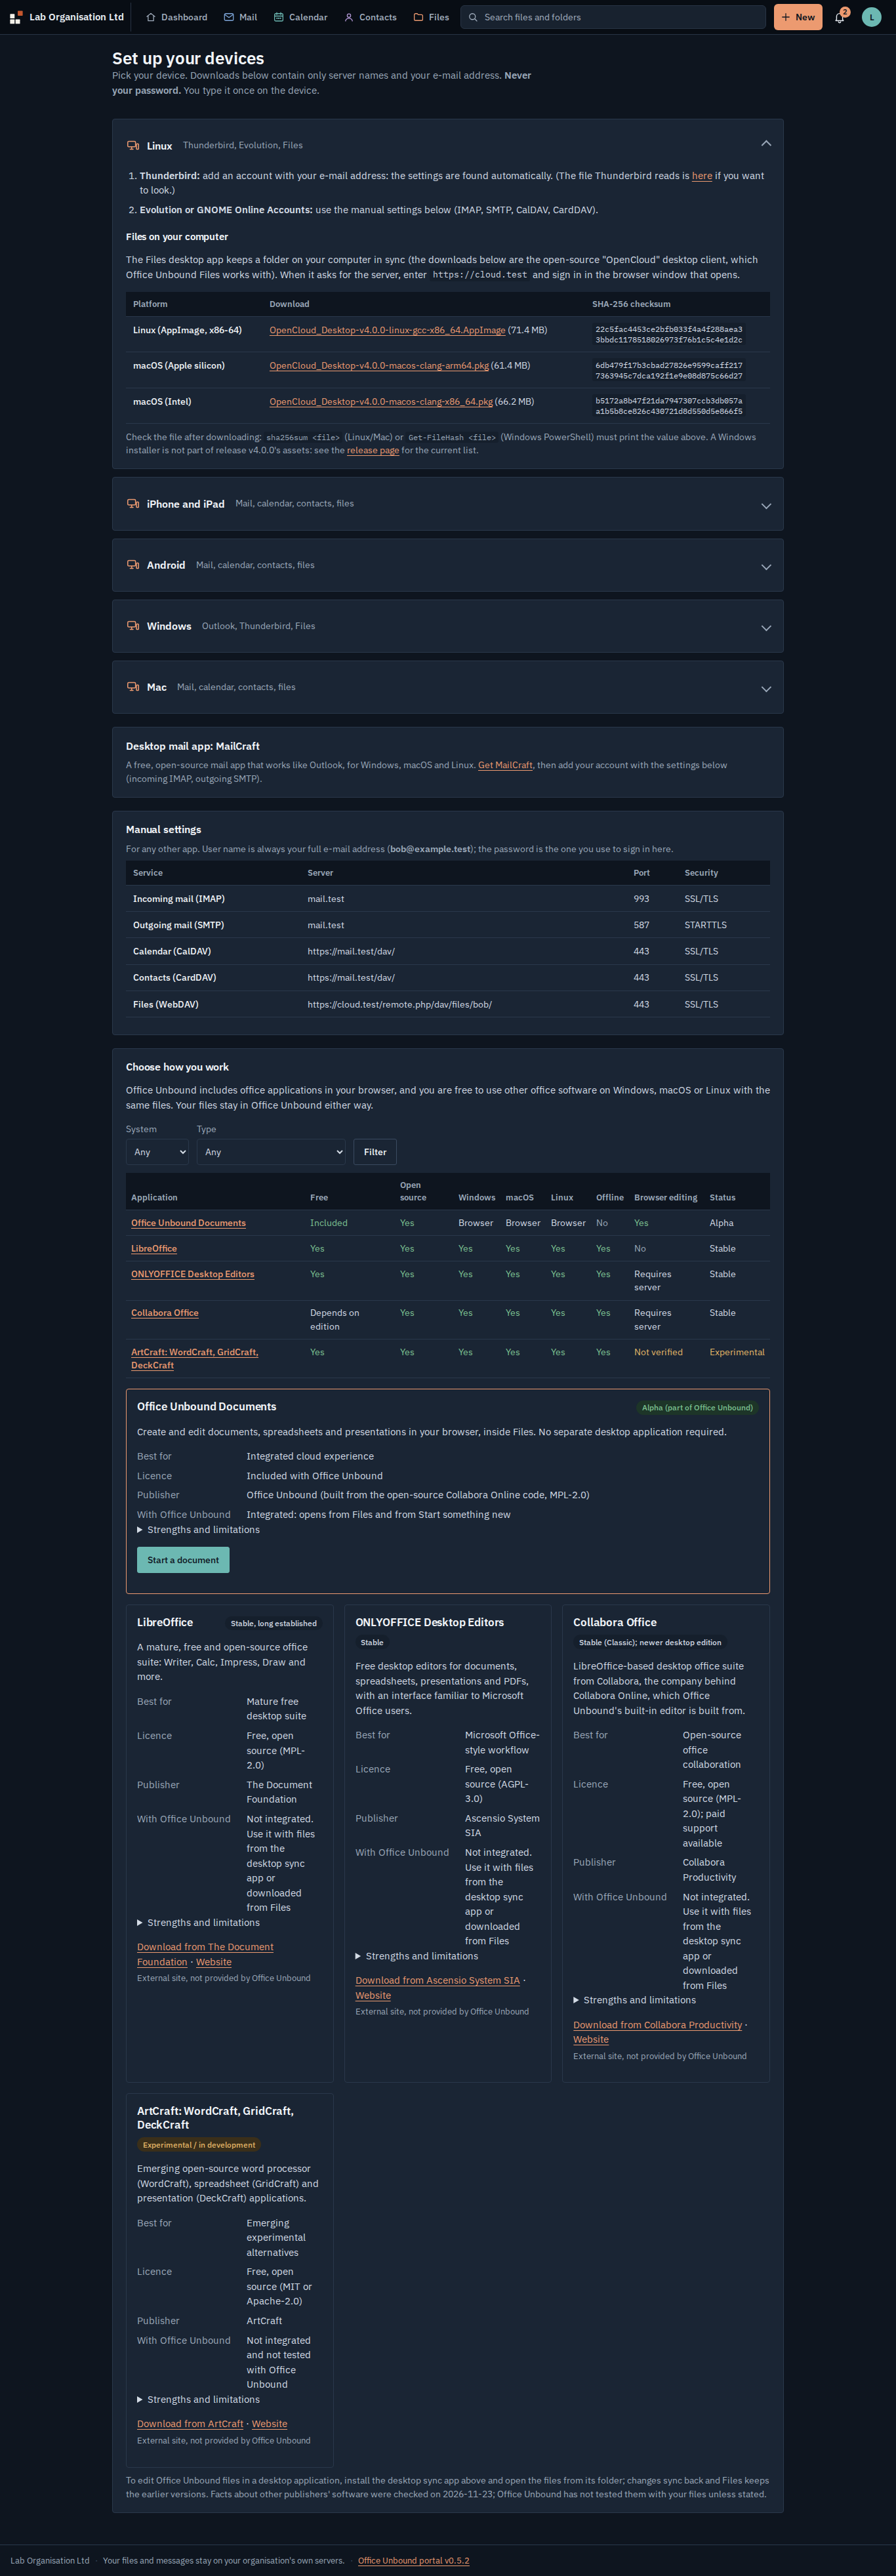 Lab Organisation Ltd
Dashboard
Mail
Calendar
Contacts
Files
Search files and folders
New
2
L
Set up your devices
Pick your device. Downloads below contain only server names and your e-mail address. Never
your password. You type it once on the device.
Linux Thunderbird, Evolution, Files
1. Thunderbird: add an account with your e-mail address: the settings are found automatically. (The file Thunderbird reads is here if you want
to look.)
2. Evolution or GNOME Online Accounts: use the manual settings below (IMAP, SMTP, CalDAV, CardDAV).
Files on your computer
The Files desktop app keeps a folder on your computer in sync (the downloads below are the open-source "OpenCloud" desktop client, which
Office Unbound Files works with). When it asks for the server, enter https://cloud.test and sign in in the browser window that opens.
Platform Download SHA-256 checksum
Linux (AppImage, x86-64) OpenCloud_Desktop-v4.0.0-linux-gcc-x86_64.AppImage (71.4 MB) 22c5fac4453ce2bfb033f4a4f288aea3
3bbdc1178518026973f76b1c5c4e1d2c
macOS (Apple silicon) OpenCloud_Desktop-v4.0.0-macos-clang-arm64.pkg (61.4 MB) 6db479f17b3cbad27826e9599caff217
7363945c7dca192f1e9e08d875c66d27
macOS (Intel) OpenCloud_Desktop-v4.0.0-macos-clang-x86_64.pkg (66.2 MB) b5172a8b47f21da7947307ccb3db057a
a1b5b8ce826c430721d8d550d5e866f5
Check the file after downloading: sha256sum <file> (Linux/Mac) or Get-FileHash <file> (Windows PowerShell) must print the value above. A Windows
installer is not part of release v4.0.0's assets: see the release page for the current list.
iPhone and iPad Mail, calendar, contacts, files
Android Mail, calendar, contacts, files
Windows Outlook, Thunderbird, Files
Mac Mail, calendar, contacts, files
Desktop mail app: MailCraft
A free, open-source mail app that works like Outlook, for Windows, macOS and Linux. Get MailCraft, then add your account with the settings below
(incoming IMAP, outgoing SMTP).
Manual settings
For any other app. User name is always your full e-mail address (bob@example.test); the password is the one you use to sign in here.
Service Server Port Security
Incoming mail (IMAP) mail.test 993 SSL/TLS
Outgoing mail (SMTP) mail.test 587 STARTTLS
Calendar (CalDAV) https://mail.test/dav/ 443 SSL/TLS
Contacts (CardDAV) https://mail.test/dav/ 443 SSL/TLS
Files (WebDAV) https://cloud.test/remote.php/dav/files/bob/ 443 SSL/TLS
Choose how you work
Office Unbound includes office applications in your browser, and you are free to use other office software on Windows, macOS or Linux with the
same files. Your files stay in Office Unbound either way.
System Type
Any Any Filter
Application Free Open source Windows macOS Linux Offline Browser editing Status
Office Unbound Documents Included Yes Browser Browser Browser No Yes Alpha
LibreOffice Yes Yes Yes Yes Yes Yes No Stable
ONLYOFFICE Desktop Editors Yes Yes Yes Yes Yes Yes Requires server Stable
Collabora Office Depends on edition Yes Yes Yes Yes Yes Requires server Stable
ArtCraft: WordCraft, GridCraft, DeckCraft Yes Yes Yes Yes Yes Yes Not verified Experimental
Office Unbound Documents Alpha (part of Office Unbound)
Create and edit documents, spreadsheets and presentations in your browser, inside Files. No separate desktop application required.
Best for Integrated cloud experience
Licence Included with Office Unbound
Publisher Office Unbound (built from the open-source Collabora Online code, MPL-2.0)
With Office Unbound Integrated: opens from Files and from Start something new
Strengths and limitations
Start a document
LibreOffice Stable, long established
A mature, free and open-source office
suite: Writer, Calc, Impress, Draw and
more.
Best for Mature free
desktop suite
Licence Free, open
source (MPL-
2.0)
Publisher The Document
Foundation
With Office Unbound Not integrated.
Use it with files
from the
desktop sync
app or
downloaded
from Files
Strengths and limitations
Download from The Document
Foundation · Website
External site, not provided by Office Unbound
ONLYOFFICE Desktop Editors
Stable
Free desktop editors for documents,
spreadsheets, presentations and PDFs,
with an interface familiar to Microsoft
Office users.
Best for Microsoft Office-
style workflow
Licence Free, open
source (AGPL-
3.0)
Publisher Ascensio System
SIA
With Office Unbound Not integrated.
Use it with files
from the
desktop sync
app or
downloaded
from Files
Strengths and limitations
Download from Ascensio System SIA ·
Website
External site, not provided by Office Unbound
Collabora Office
Stable (Classic); newer desktop edition
LibreOffice-based desktop office suite
from Collabora, the company behind
Collabora Online, which Office
Unbound's built-in editor is built from.
Best for Open-source
office
collaboration
Licence Free, open
source (MPL-
2.0); paid
support
available
Publisher Collabora
Productivity
With Office Unbound Not integrated.
Use it with files
from the
desktop sync
app or
downloaded
from Files
Strengths and limitations
Download from Collabora Productivity ·
Website
External site, not provided by Office Unbound
ArtCraft: WordCraft, GridCraft,
DeckCraft
Experimental / in development
Emerging open-source word processor
(WordCraft), spreadsheet (GridCraft) and
presentation (DeckCraft) applications.
Best for Emerging
experimental
alternatives
Licence Free, open
source (MIT or
Apache-2.0)
Publisher ArtCraft
With Office Unbound Not integrated
and not tested
with Office
Unbound
Strengths and limitations
Download from ArtCraft · Website
External site, not provided by Office Unbound
To edit Office Unbound files in a desktop application, install the desktop sync app above and open the files from its folder; changes sync back and Files keeps
the earlier versions. Facts about other publishers' software were checked on 2026-11-23; Office Unbound has not tested them with your files unless stated.
Lab Organisation Ltd · Your files and messages stay on your organisation's own servers. · Office Unbound portal v0.5.2